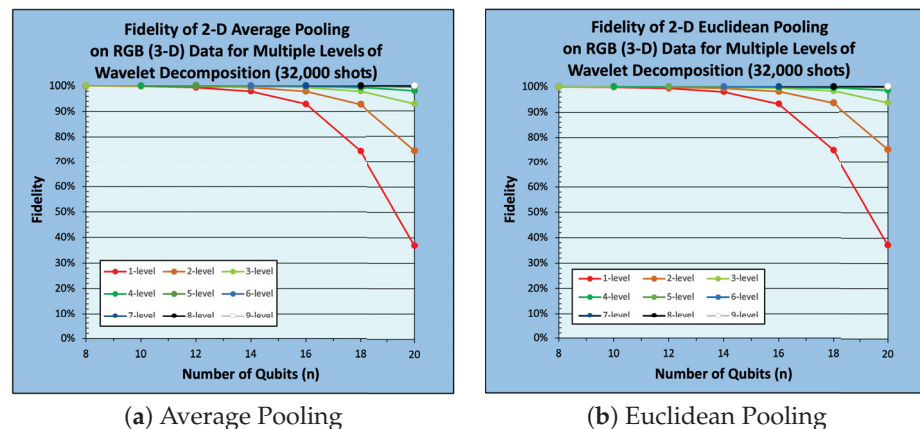 Fidelity of 2-D Average Pooling
on RGB (3-D) Data for Multiple Levels of
Wavelet Decomposition (32,000 shots)
100%
90%
80%
70%
60%
50%
40%
30%
20%
10%
0%
Fidelity
1-level 2-level 3-level
4-level 5-level 6-level
7-level 8-level 9-level
8 10 12 14 16 18 20
Number of Qubits (n)
(a) Average Pooling
Fidelity of 2-D Euclidean Pooling
on RGB (3-D) Data for Multiple Levels of
Wavelet Decomposition (32,000 shots)
100%
90%
80%
70%
60%
50%
40%
30%
20%
10%
0%
Fidelity
1-level 2-level 3-level
4-level 5-level 6-level
7-level 8-level 9-level
8 10 12 14 16 18 20
Number of Qubits (n)
(b) Euclidean Pooling